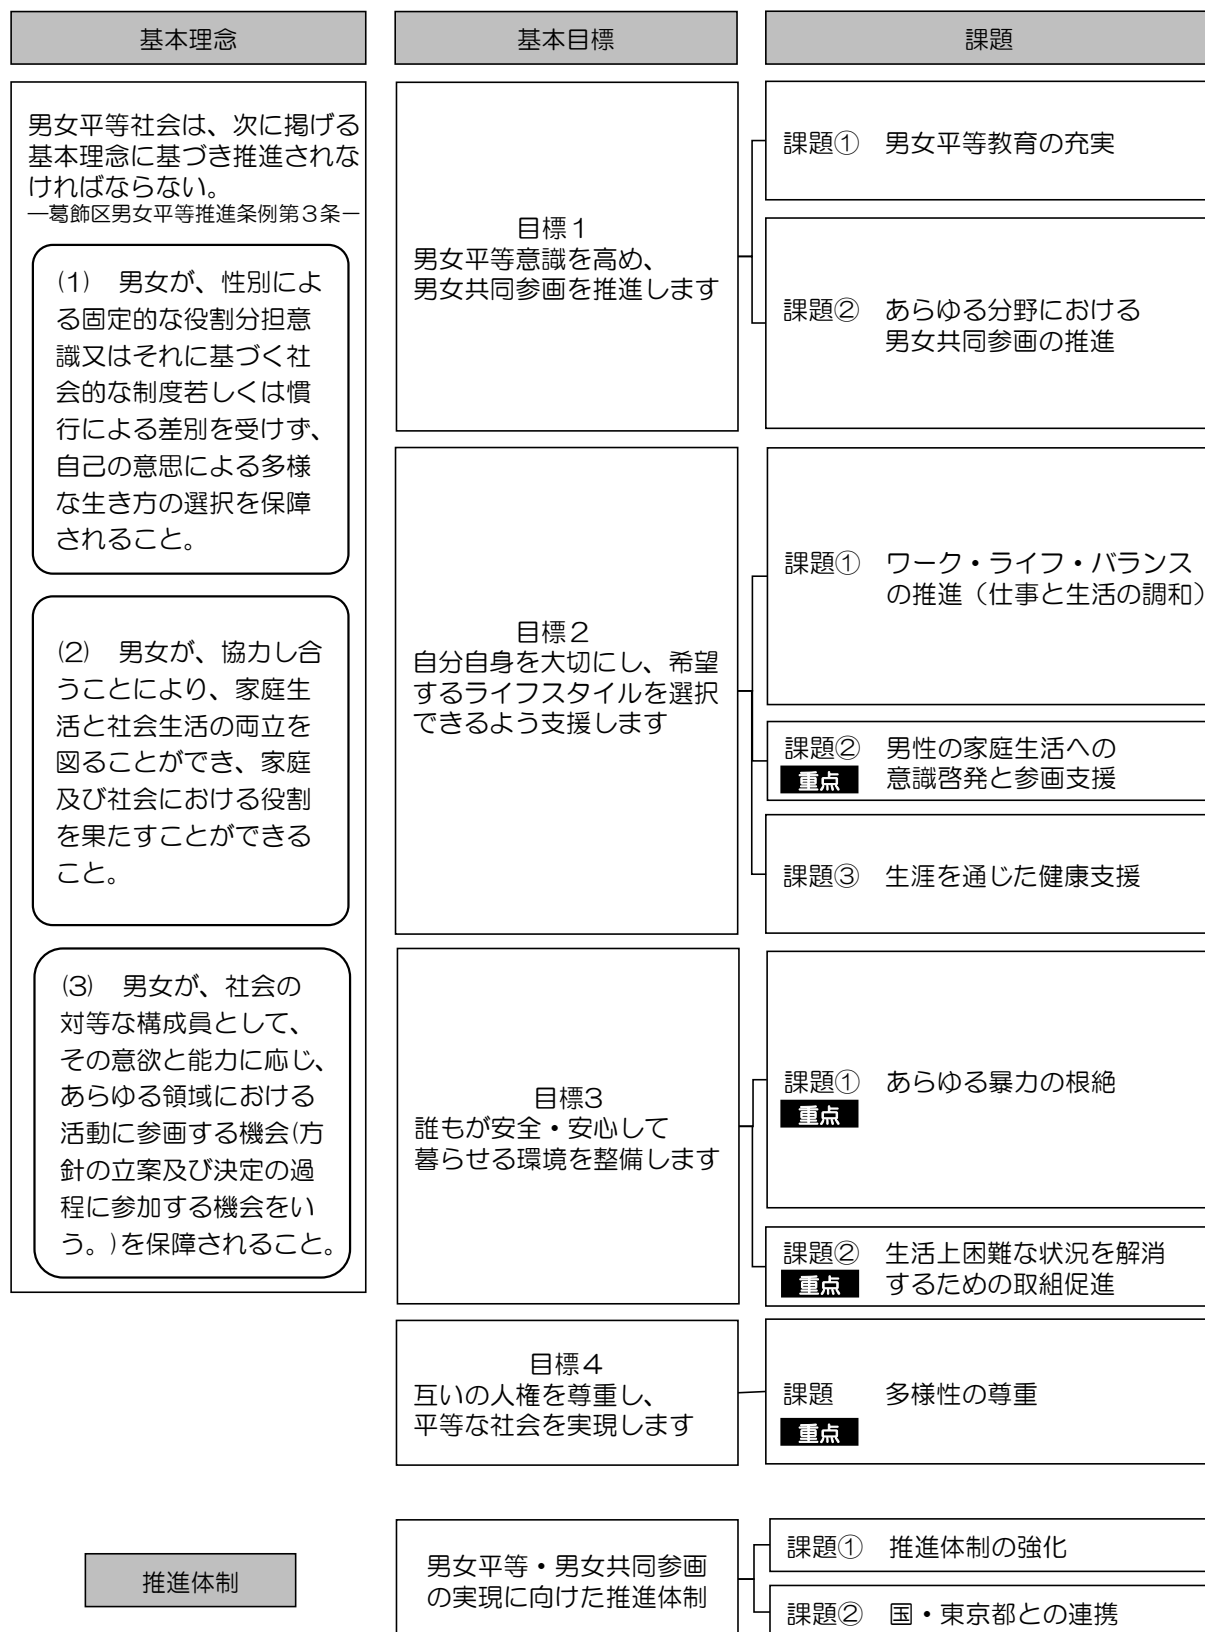 基本理念
基本目標
課題
男女平等社会は、次に掲げる
基本理念に基づき推進されな
ければならない。
―葛飾区男女平等推進条例第３条―
(1)　男女が、性別によ
る固定的な役割分担意
識又はそれに基づく社
会的な制度若しくは慣
行による差別を受けず、
自己の意思による多様
な生き方の選択を保障
されること。
(2)　男女が、協力し合
うことにより、家庭生
活と社会生活の両立を
図ることができ、家庭
及び社会における役割
を果たすことができる
こと。
(3)　男女が、社会の
対等な構成員として、
その意欲と能力に応じ、
あらゆる領域における
活動に参画する機会(方
針の立案及び決定の過
程に参加する機会をい
う。)を保障されること。
目標１
男女平等意識を高め、
男女共同参画を推進します
課題①　男女平等教育の充実
課題②　あらゆる分野における
男女共同参画の推進
目標２
自分自身を大切にし、希望
するライフスタイルを選択
できるよう支援します
課題①　ワーク・ライフ・バランス
の推進（仕事と生活の調和）
課題②　男性の家庭生活への
重点　意識啓発と参画支援
課題③　生涯を通じた健康支援
目標3
誰もが安全・安心して
暮らせる環境を整備します
課題①　あらゆる暴力の根絶
重点
課題②　生活上困難な状況を解消
重点　するための取組促進
目標４
互いの人権を尊重し、
平等な社会を実現します
課題　多様性の尊重
重点
推進体制
男女平等・男女共同参画
の実現に向けた推進体制
課題①　推進体制の強化
課題②　国・東京都との連携